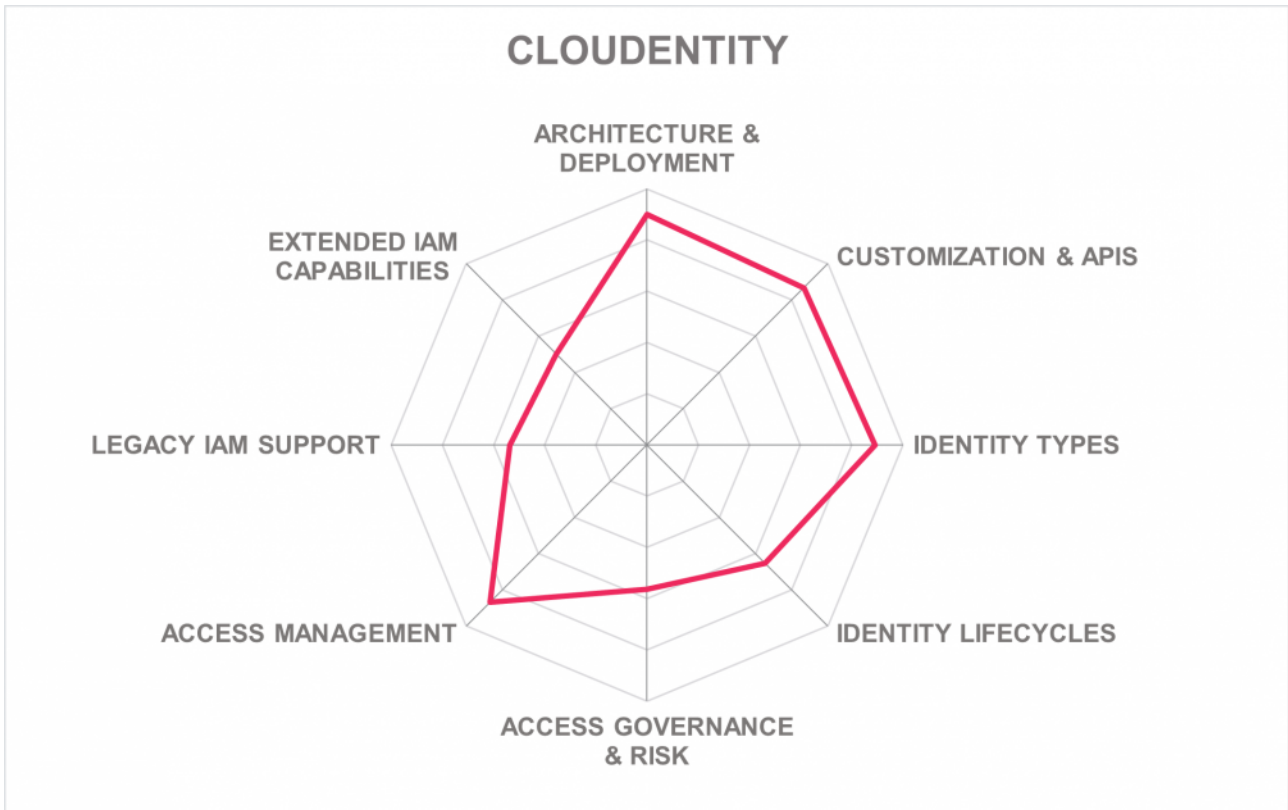 CLOUDENTITY
ARCHITECTURE &
DEPLOYMENT
EXTENDED IAM
CAPABILITIES
CUSTOMIZATION & APIS
LEGACY IAM SUPPORT
IDENTITY TYPES
ACCESS MANAGEMENT
IDENTITY LIFECYCLES
ACCESS GOVERNANCE
& RISK